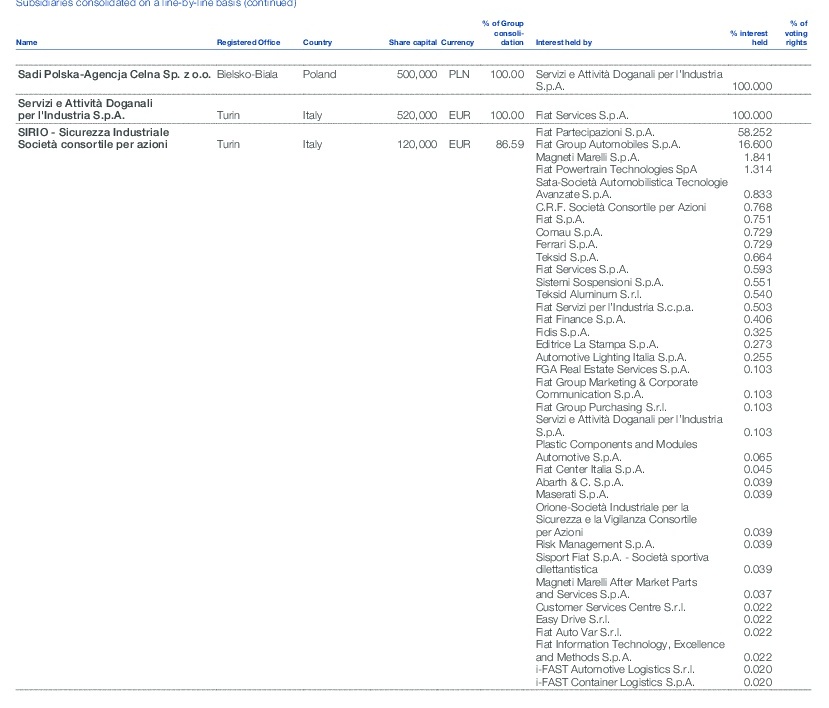 Subsidiaries consolidated on a line-by-line basis (continued)
% of Group % of
consoli- % interest voting
Name Registered Office Country Share capital Currency dation Interest held by held rights
Sadi Polska-Agencja Celna Sp. z o.o. Bielsko-Biala Poland 500,000 PLN 100.00 Servizi e Attività Doganali per l'Industria
S.p.A. 100.000
Servizi e Attività Doganali
per l'Industria S.p.A. Turin Italy 520,000 EUR 100.00 Fiat Services S.p.A. 100.000
SIRIO - Sicurezza Industriale Fiat Partecipazioni S.p.A. 58.252
Società consortile per azioni Turin Italy 120,000 EUR 86.59 Fiat Group Automobiles S.p.A. 16.600
Magneti Marelli S.p.A. 1.841
Fiat Powertrain Technologies SpA 1.314
Sata-Società Automobilistica Tecnologie
Avanzate S.p.A. 0.833
C.R.F. Società Consortile per Azioni 0.768
Fiat S.p.A. 0.751
Comau S.p.A. 0.729
Ferrari S.p.A. 0.729
Teksid S.p.A. 0.664
Fiat Services S.p.A. 0.593
Sistemi Sospensioni S.p.A. 0.551
Teksid Aluminum S.r.l. 0.540
Fiat Servizi per l'Industria S.c.p.a. 0.503
Fiat Finance S.p.A. 0.406
Fidis S.p.A. 0.325
Editrice La Stampa S.p.A. 0.273
Automotive Lighting Italia S.p.A. 0.255
FGA Real Estate Services S.p.A. 0.103
Fiat Group Marketing & Corporate
Communication S.p.A. 0.103
Fiat Group Purchasing S.r.l. 0.103
Servizi e Attività Doganali per l'Industria
S.p.A. 0.103
Plastic Components and Modules
Automotive S.p.A. 0.065
Fiat Center Italia S.p.A. 0.045
Abarth & C. S.p.A. 0.039
Maserati S.p.A. 0.039
Orione-Società Industriale per la
Sicurezza e la Vigilanza Consortile
per Azioni 0.039
Risk Management S.p.A. 0.039
Sisport Fiat S.p.A. - Società sportiva
dilettantistica 0.039
Magneti Marelli After Market Parts
and Services S.p.A. 0.037
Customer Services Centre S.r.l. 0.022
Easy Drive S.r.l. 0.022
Fiat Auto Var S.r.l. 0.022
Fiat Information Technology, Excellence
and Methods S.p.A. 0.022
i-FAST Automotive Logistics S.r.l. 0.020
i-FAST Container Logistics S.p.A. 0.020